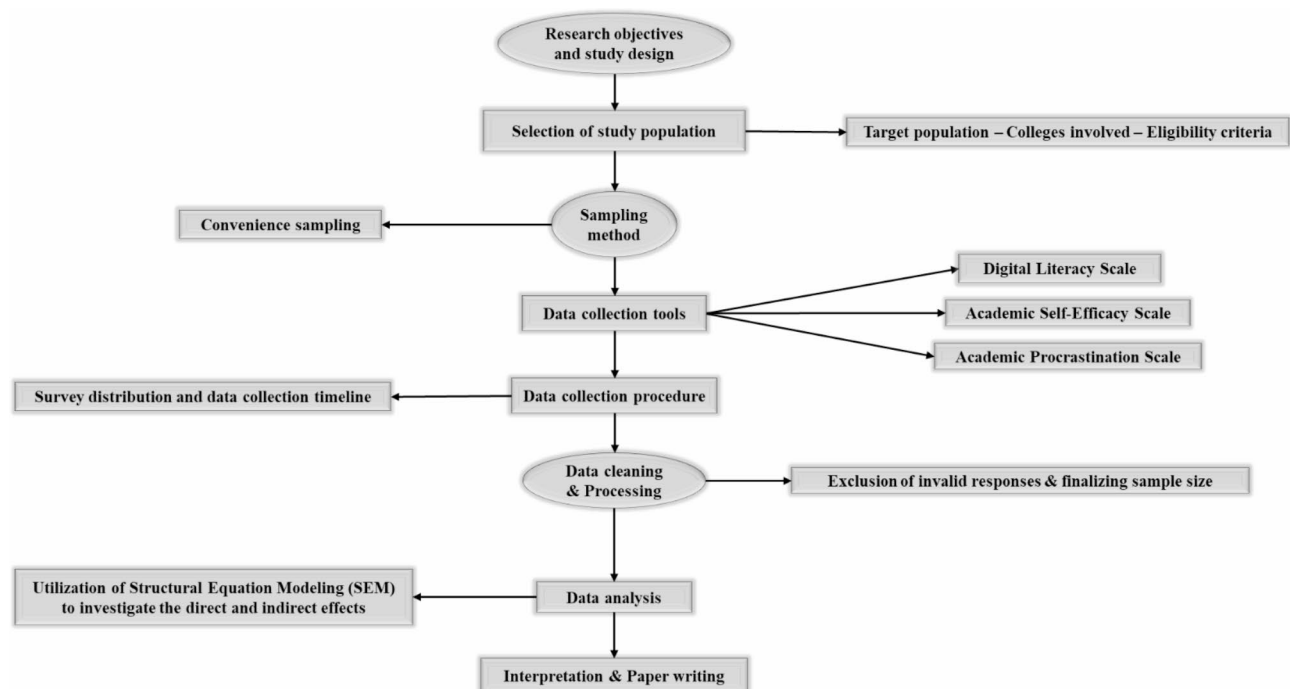 Research objectives
and study design
Selection of study population
Target population – Colleges involved – Eligibility criteria
Convenience sampling
Sampling
method
Digital Literacy Scale
Data collection tools
Academic Self-Efficacy Scale
Academic Procrastination Scale
Survey distribution and data collection timeline
Data collection procedure
Data cleaning
& Processing
Exclusion of invalid responses & finalizing sample size
Utilization of Structural Equation Modeling (SEM)
to investigate the direct and indirect effects
Data analysis
Interpretation & Paper writing